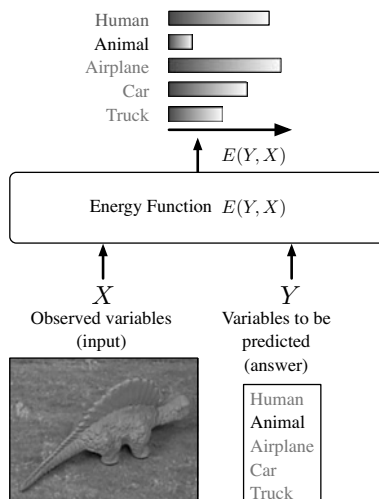 Human
Animal
Airplane
Car
Truck
E(Y, X)
Energy Function E(Y, X)
X
Observed variables
(input)
Y
Variables to be
predicted
(answer)
Human
Animal
Airplane
Car
Truck